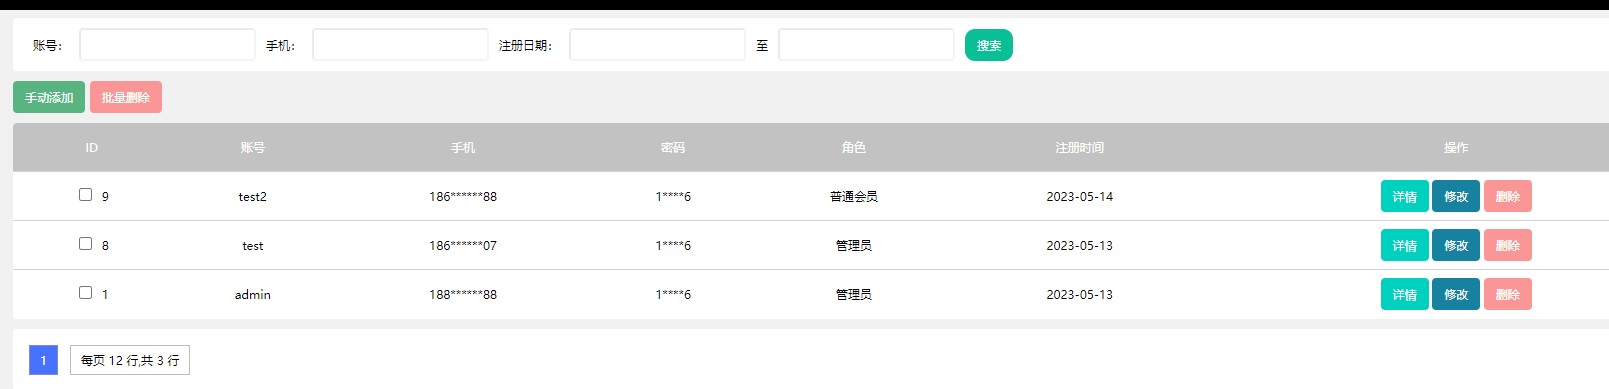 账号： 手机： 注册日期： 至 搜索
手动添加 批量删除
ID 账号 手机 密码 角色 注册时间 操作
9 test2 186******88 1****6 普通会员 2023-05-14 详情 修改 删除
8 test 186******07 1****6 管理员 2023-05-13 详情 修改 删除
1 admin 188******88 1****6 管理员 2023-05-13 详情 修改 删除
1 每页 12 行,共 3 行